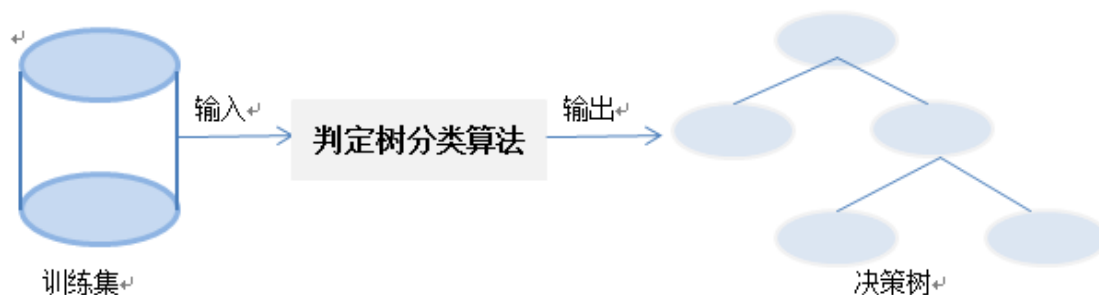 输入
判定树分类算法
输出
训练集
决策树